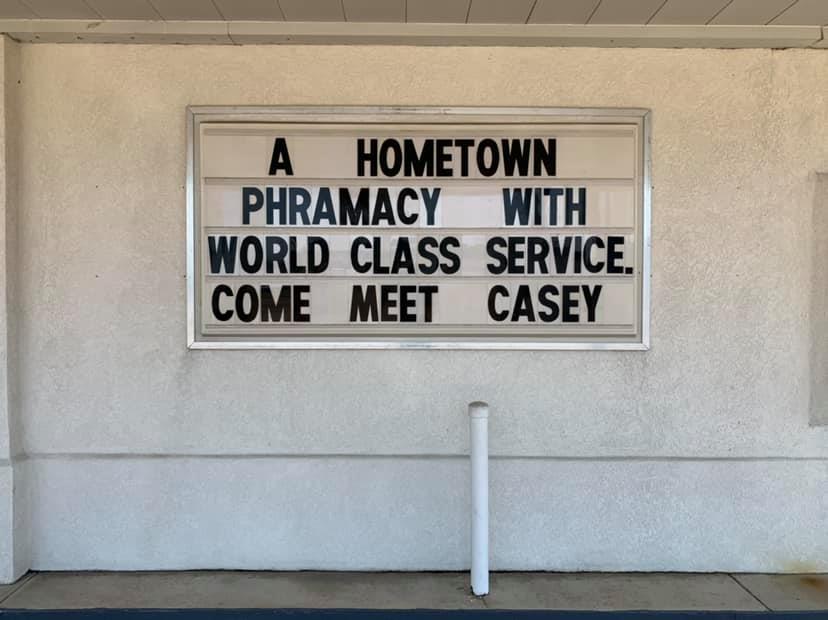 A HOMETOWN
PHRAMACY WITH
WORLD CLASS SERVICE.
COME MEET CASEY